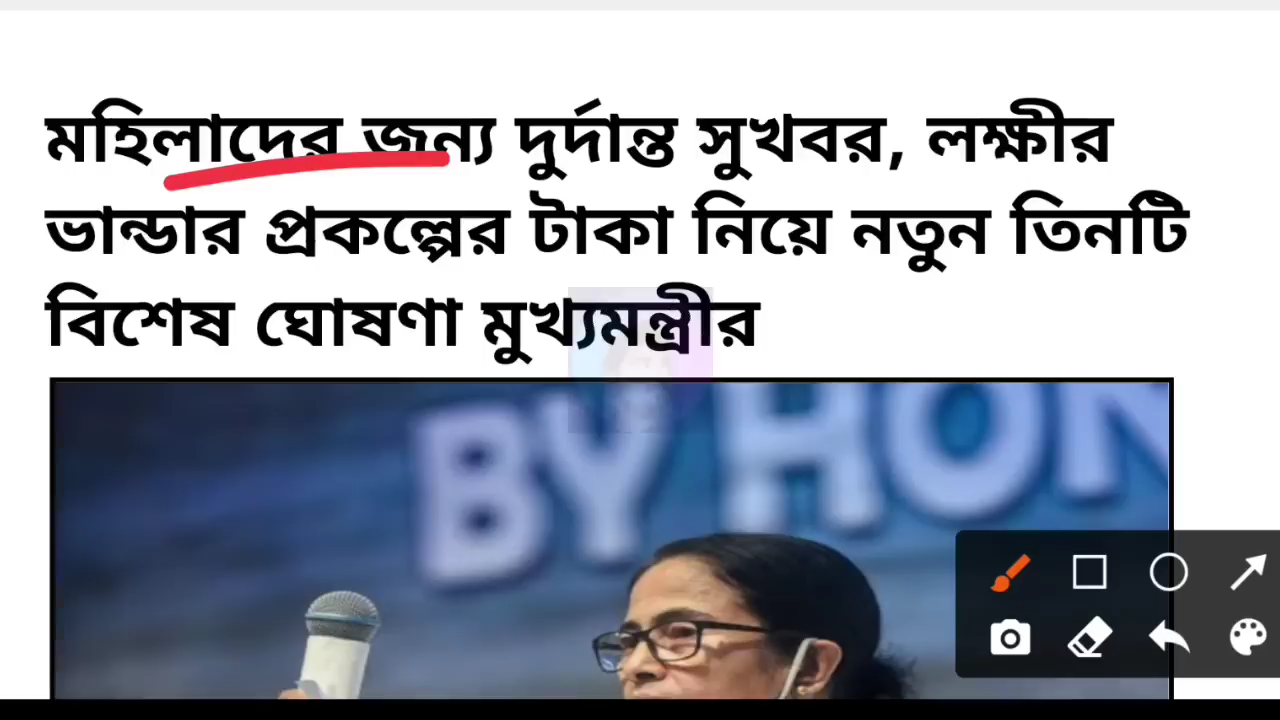 মহিলাদের জন্য দুর্দান্ত সুখবর, লক্ষীর
ভান্ডার প্রকল্পের টাকা নিয়ে নতুন তিনটি
বিশেষ ঘোষণা মুখ্যমন্ত্রীর
BY HON